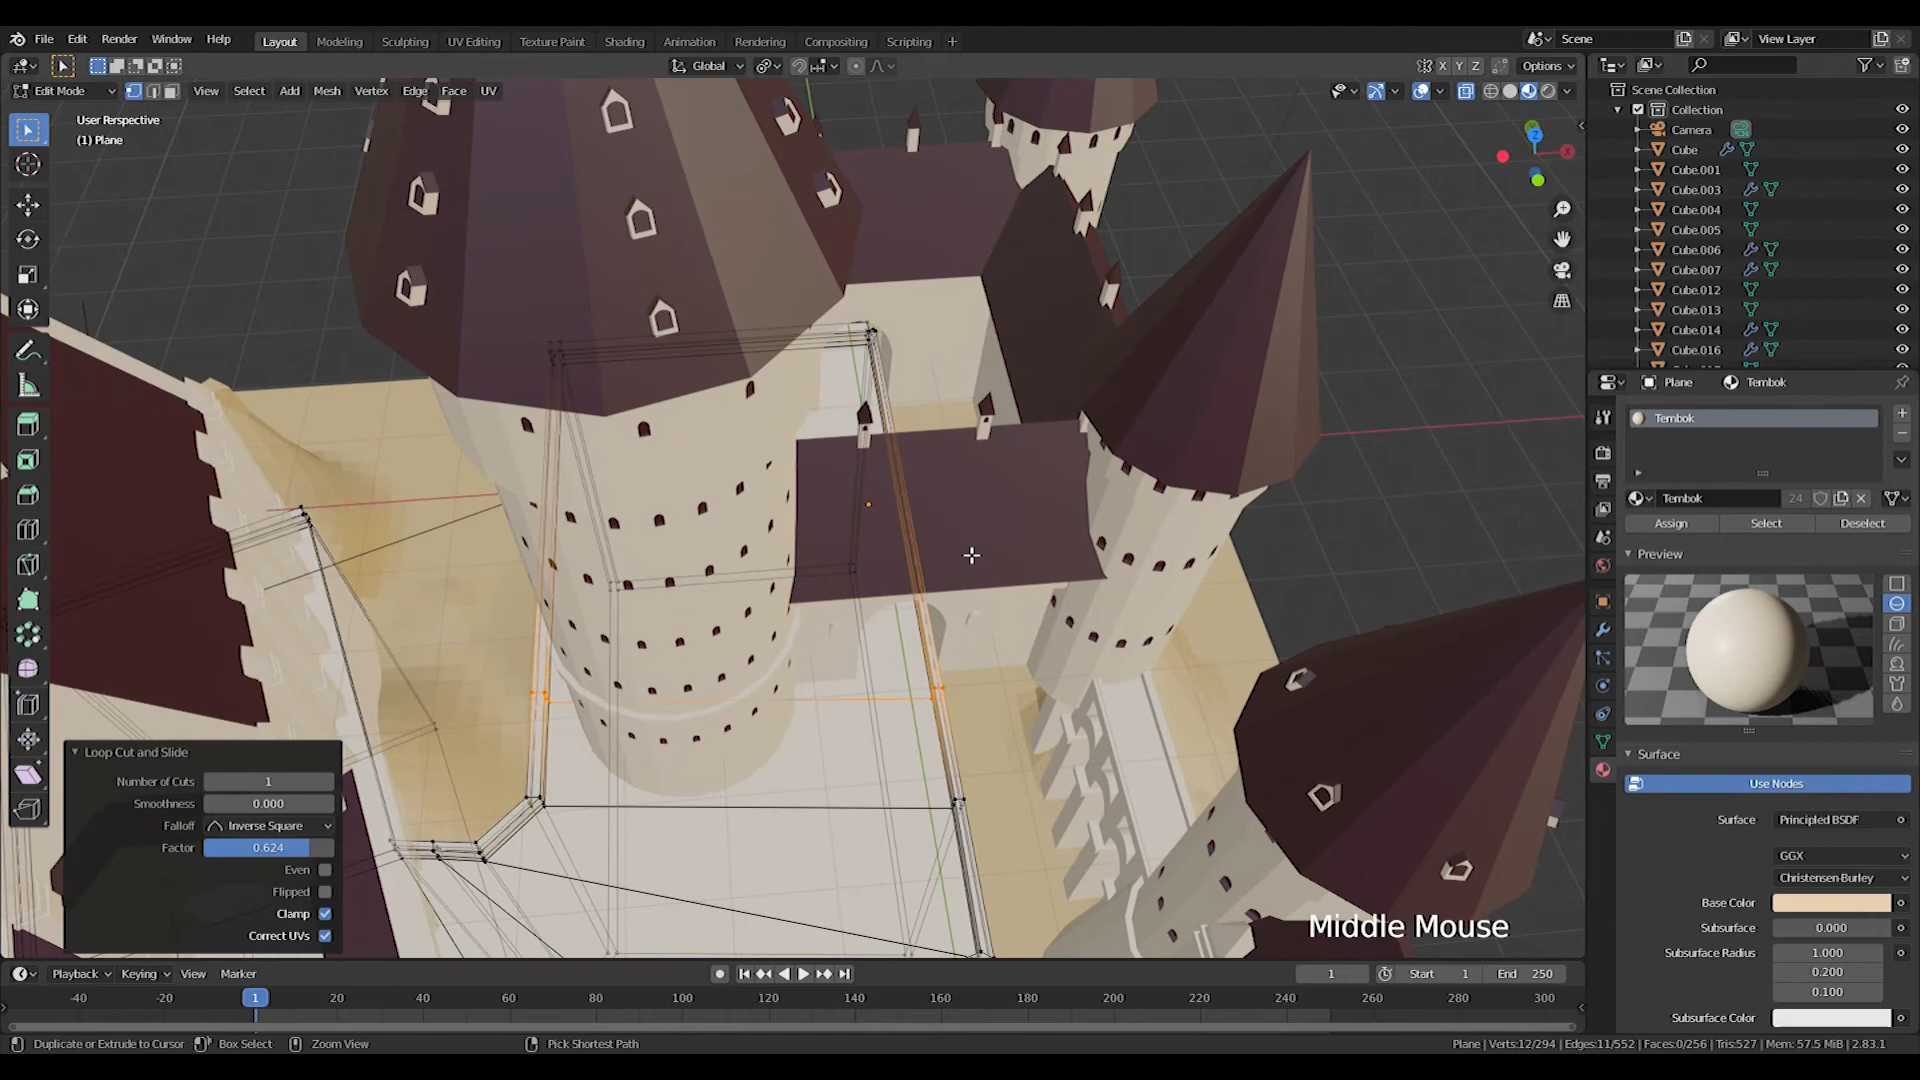 File Edit Render Window Help Layout Modeling Sculpting UV Editing Texture Paint Shading Animation Rendering Compositing Scripting + Scene View Layer
Global X Y Z Options
Edit Mode View Select Add Mesh Vertex Edge Face UV
User Perspective
(1) Plane
Scene Collection
Collection
Camera
Cube
Cube.001
Cube.003
Cube.004
Cube.005
Cube.006
Cube.007
Cube.012
Cube.013
Cube.014
Cube.016
Plane Tembok
Tembok
Tembok 24
Assign Select Deselect
Preview
Surface
Use Nodes
Surface Principled BSDF
GGX
Christensen-Burley
Base Color
Subsurface 0.000
Subsurface Radius 1.000
0.200
0.100
Subsurface Color
Loop Cut and Slide
Number of Cuts 1
Smoothness 0.000
Falloff Inverse Square
Factor 0.624
Even
Flipped
Clamp
Correct UVs
Middle Mouse
Playback Keying View Marker 1 Start 1 End 250
-40 -20 1 20 40 60 80 100 120 140 160 180 200 220 240 260 280 300
Duplicate or Extrude to Cursor Box Select Zoom View Pick Shortest Path Plane | Verts:12/294 | Edges:11/552 | Faces:0/256 | Tris:527 | Mem: 57.5 MiB | 2.83.1